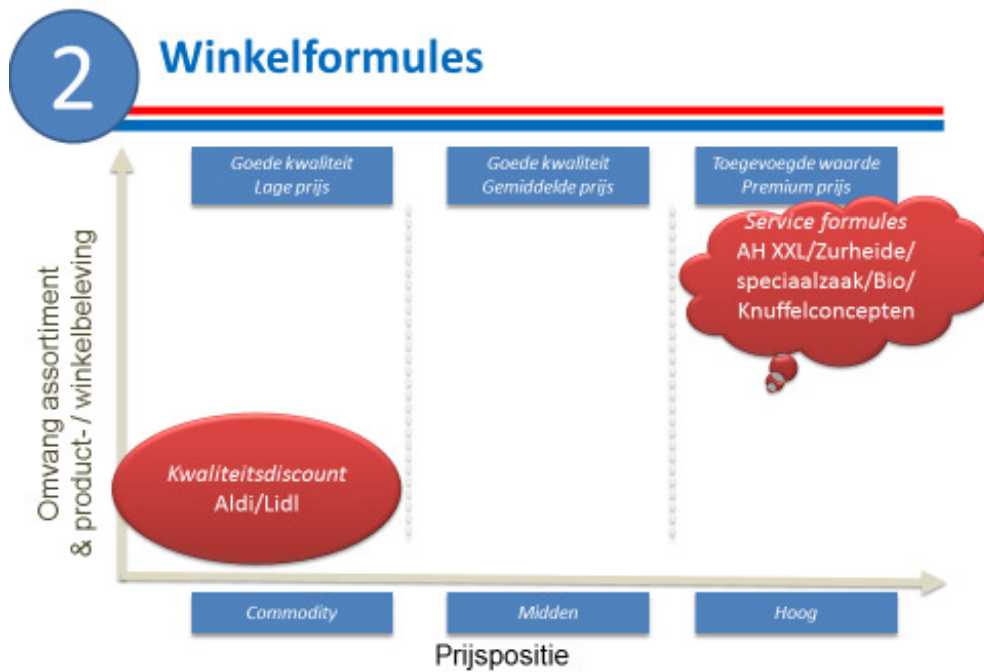 2
Winkelformules
Goede kwaliteit
Lage prijs
Goede kwaliteit
Gemiddelde prijs
Toegevoegde waarde
Premium prijs
Service formules
AH XXL/Zurheide/
speciaalzaak/Bio/
Knuffelconcepten
Omvang assortiment
& product-/ winkelbeleving
Kwaliteitsdiscount
Aldi/Lidl
Commodity
Midden
Hoog
Prijspositie